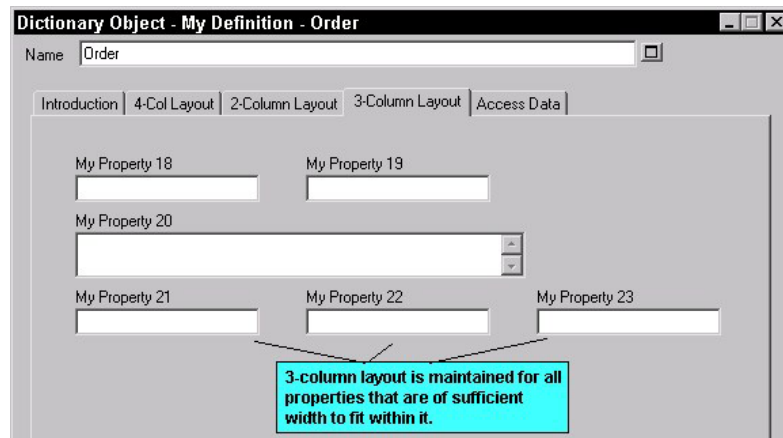 Dictionary Object - My Definition - Order
Name Order
Introduction 4-Col Layout 2-Column Layout 3-Column Layout Access Data
My Property 18 My Property 19
My Property 20
My Property 21 My Property 22 My Property 23
3-column layout is maintained for all
properties that are of sufficient
width to fit within it.